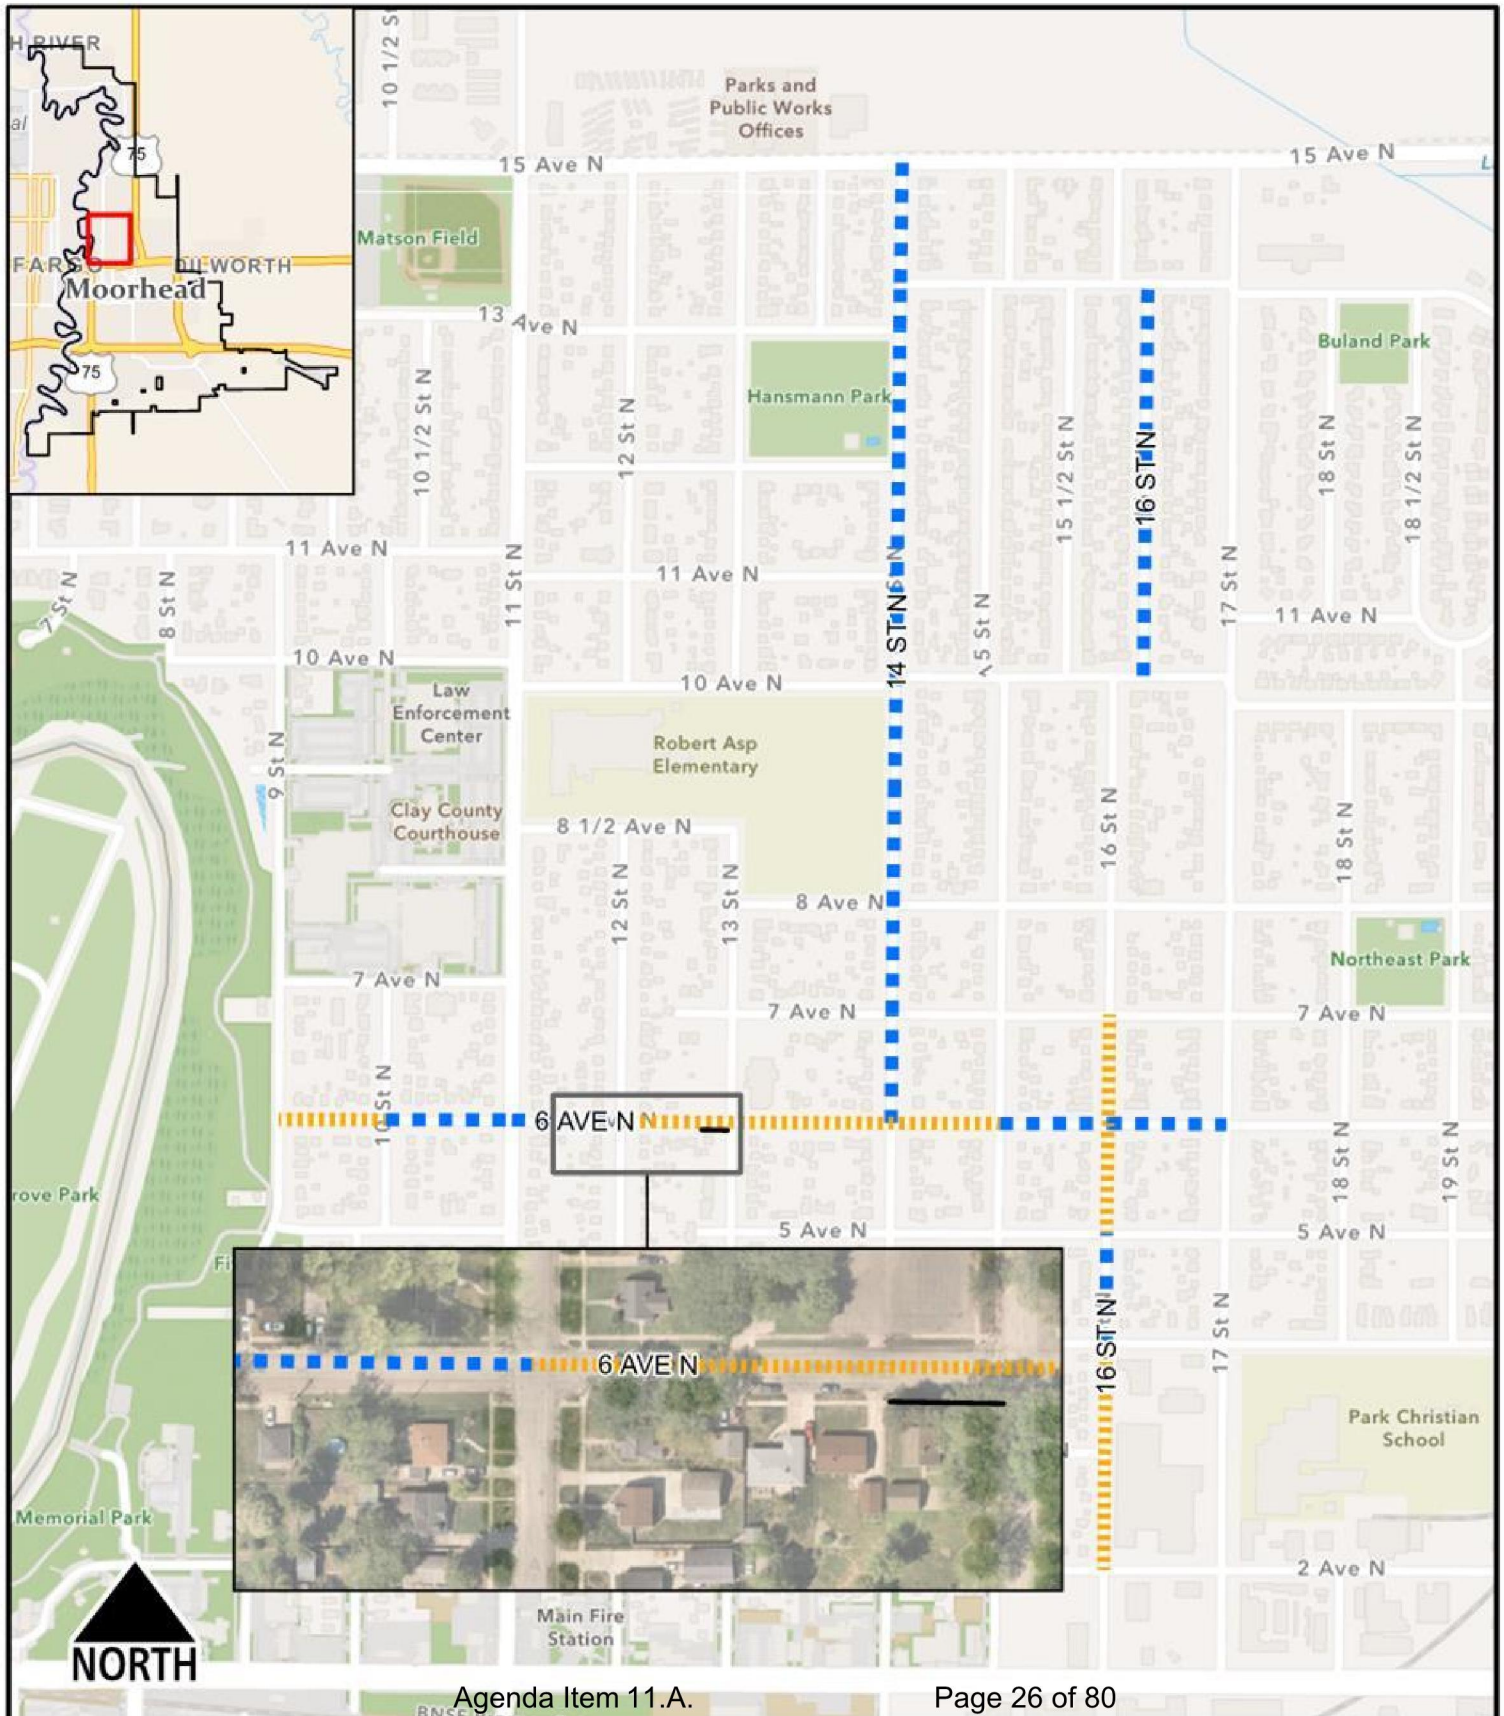 H RIVER
al
75
FARGO
DILWORTH
Moorhead
75
10 1/2 St
Parks and
Public Works
Offices
15 Ave N
15 Ave N
L
Matson Field
13 Ave N
Buland Park
Hansmann Park
10 1/2 St N
12 St N
15 1/2 St N
16 ST N
18 St N
18 1/2 St N
11 Ave N
11 St N
11 Ave N
14 ST N
17 St N
7 St N
8 St N
15 St N
11 Ave N
10 Ave N
10 Ave N
Law
Enforcement
Center
9 St N
Robert Asp
Elementary
Clay County
Courthouse
8 1/2 Ave N
16 St N
18 St N
12 St N
13 St N
8 Ave N
Northeast Park
7 Ave N
7 Ave N
7 Ave N
10 St N
6 AVE N
18 St N
19 St N
rove Park
5 Ave N
5 Ave N
Fi
6 AVE N
16 ST N
17 St N
Park Christian
School
Memorial Park
2 Ave N
Main Fire
Station
NORTH
Agenda Item 11.A.
Page 26 of 80
BNSF